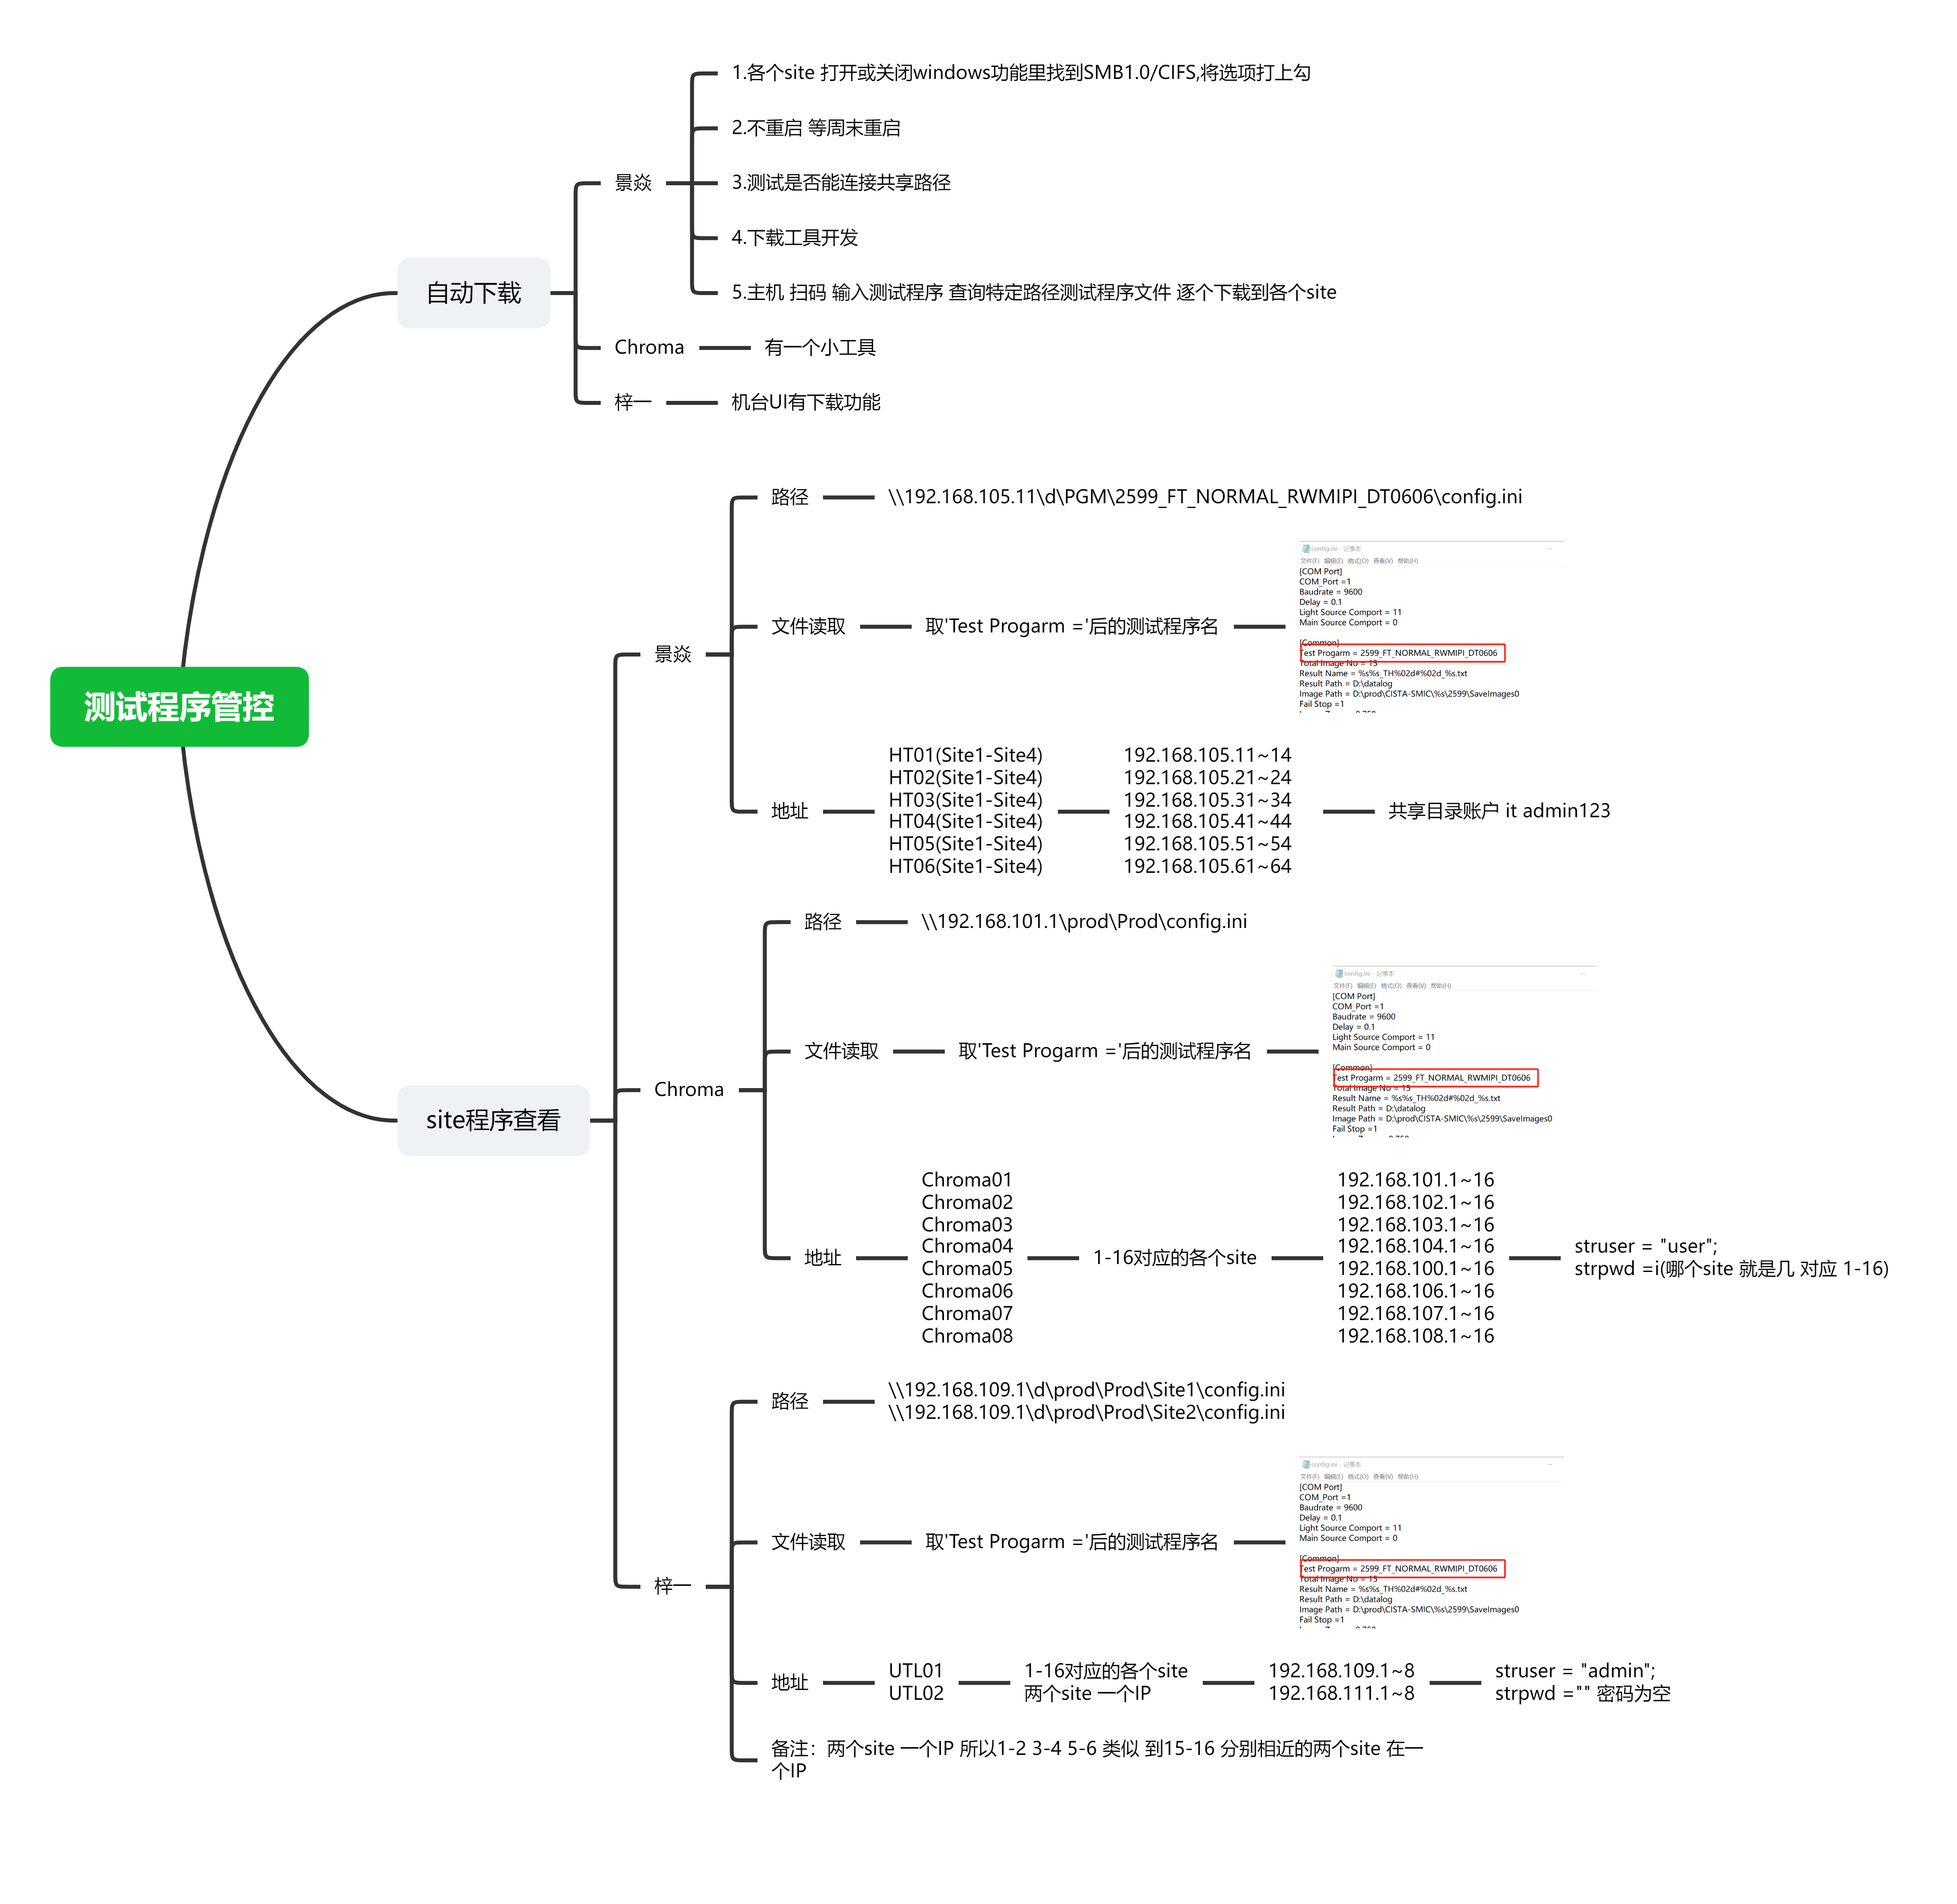 测试程序管控
自动下载
景焱
1.各个site 打开或关闭windows功能里找到SMB1.0/CIFS,将选项打上勾
2.不重启 等周末重启
3.测试是否能连接共享路径
4.下载工具开发
5.主机 扫码 输入测试程序 查询特定路径测试程序文件 逐个下载到各个site
Chroma
有一个小工具
梓一
机台UI有下载功能
site程序查看
景焱
路径
\\192.168.105.11\d\PGM\2599_FT_NORMAL_RWMIPI_DT0606\config.ini
文件读取
取'Test Progarm ='后的测试程序名
config.ini - 记事本
文件(F) 编辑(E) 格式(O) 查看(V) 帮助(H)
[COM Port]
COM_Port =1
Baudrate = 9600
Delay = 0.1
Light Source Comport = 11
Main Source Comport = 0
[Common]
Test Progarm = 2599_FT_NORMAL_RWMIPI_DT0606
Total Image No = 15
Result Name = %s%s_TH%02d#%02d_%s.txt
Result Path = D:\datalog
Image Path = D:\prod\CISTA-SMIC\%s\2599\SaveImages0
Fail Stop =1
地址
HT01(Site1-Site4)
HT02(Site1-Site4)
HT03(Site1-Site4)
HT04(Site1-Site4)
HT05(Site1-Site4)
HT06(Site1-Site4)
192.168.105.11~14
192.168.105.21~24
192.168.105.31~34
192.168.105.41~44
192.168.105.51~54
192.168.105.61~64
共享目录账户 it admin123
Chroma
路径
\\192.168.101.1\prod\Prod\config.ini
文件读取
取'Test Progarm ='后的测试程序名
config.ini - 记事本
文件(F) 编辑(E) 格式(O) 查看(V) 帮助(H)
[COM Port]
COM_Port =1
Baudrate = 9600
Delay = 0.1
Light Source Comport = 11
Main Source Comport = 0
[Common]
Test Progarm = 2599_FT_NORMAL_RWMIPI_DT0606
Total Image No = 15
Result Name = %s%s_TH%02d#%02d_%s.txt
Result Path = D:\datalog
Image Path = D:\prod\CISTA-SMIC\%s\2599\SaveImages0
Fail Stop =1
地址
Chroma01
Chroma02
Chroma03
Chroma04
Chroma05
Chroma06
Chroma07
Chroma08
1-16对应的各个site
192.168.101.1~16
192.168.102.1~16
192.168.103.1~16
192.168.104.1~16
192.168.100.1~16
192.168.106.1~16
192.168.107.1~16
192.168.108.1~16
struser = "user";
strpwd =i(哪个site 就是几 对应 1-16)
梓一
路径
\\192.168.109.1\d\prod\Prod\Site1\config.ini
\\192.168.109.1\d\prod\Prod\Site2\config.ini
文件读取
取'Test Progarm ='后的测试程序名
config.ini - 记事本
文件(F) 编辑(E) 格式(O) 查看(V) 帮助(H)
[COM Port]
COM_Port =1
Baudrate = 9600
Delay = 0.1
Light Source Comport = 11
Main Source Comport = 0
[Common]
Test Progarm = 2599_FT_NORMAL_RWMIPI_DT0606
Total Image No = 15
Result Name = %s%s_TH%02d#%02d_%s.txt
Result Path = D:\datalog
Image Path = D:\prod\CISTA-SMIC\%s\2599\SaveImages0
Fail Stop =1
地址
UTL01
UTL02
1-16对应的各个site
两个site 一个IP
192.168.109.1~8
192.168.111.1~8
struser = "admin";
strpwd ="" 密码为空
备注：两个site 一个IP 所以1-2 3-4 5-6 类似 到15-16 分别相近的两个site 在一
个IP